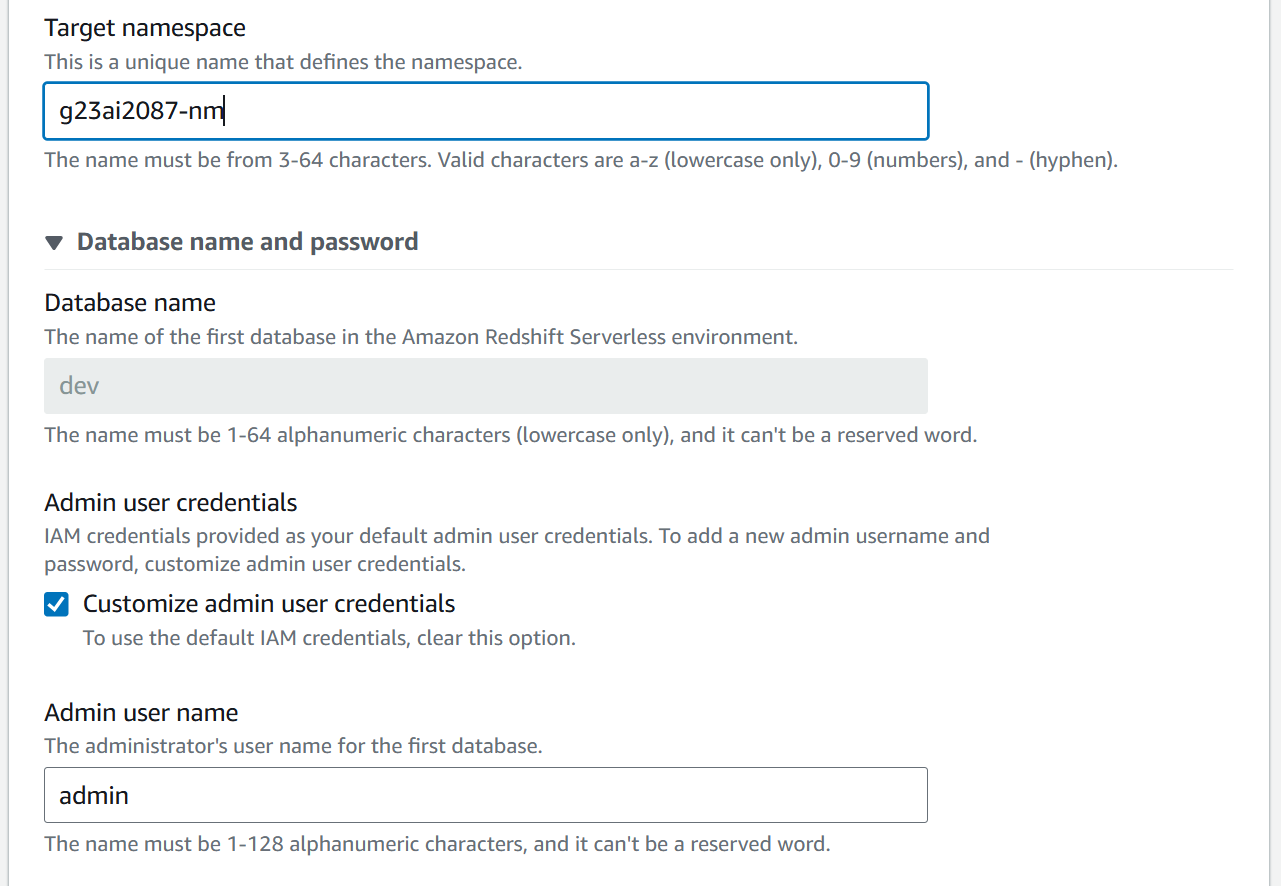 Target namespace
This is a unique name that defines the namespace.
g23ai2087-nm
The name must be from 3-64 characters. Valid characters are a-z (lowercase only), 0-9 (numbers), and - (hyphen).
Database name and password
Database name
The name of the first database in the Amazon Redshift Serverless environment.
dev
The name must be 1-64 alphanumeric characters (lowercase only), and it can't be a reserved word.
Admin user credentials
IAM credentials provided as your default admin user credentials. To add a new admin username and
password, customize admin user credentials.
Customize admin user credentials
To use the default IAM credentials, clear this option.
Admin user name
The administrator's user name for the first database.
admin
The name must be 1-128 alphanumeric characters, and it can't be a reserved word.